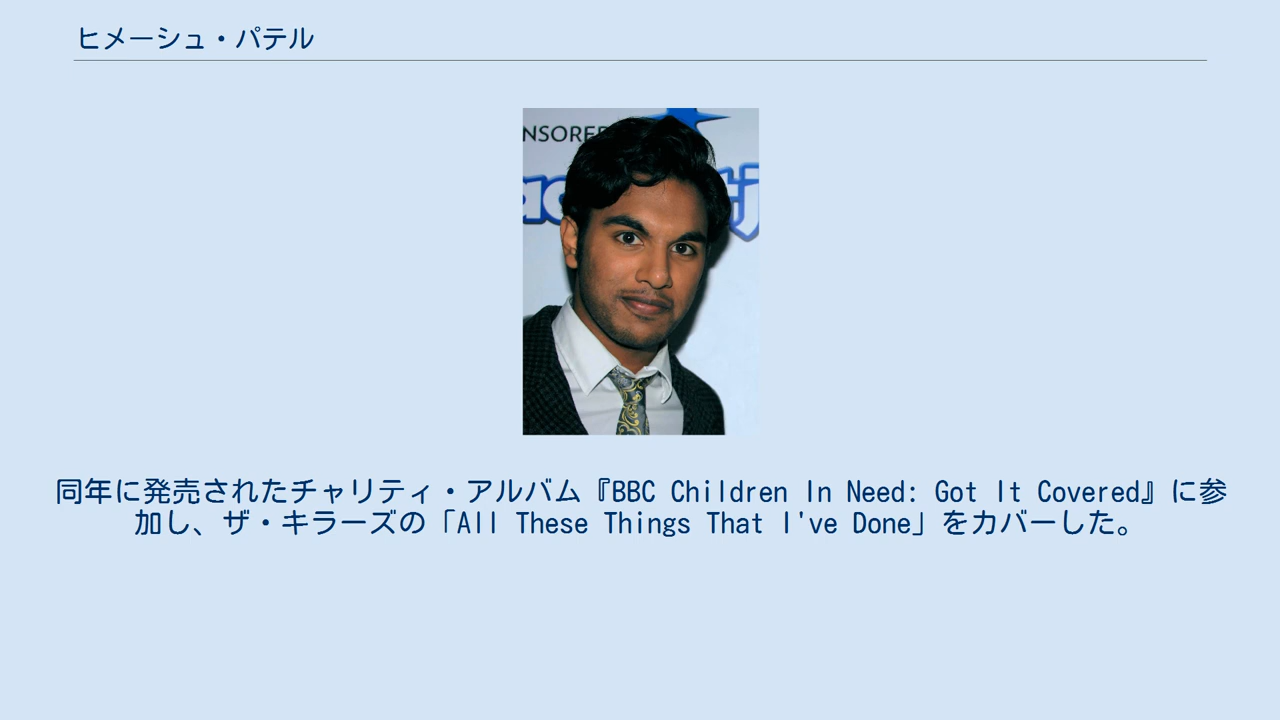 ヒメーシュ・パテル
NSORE
同年に発売されたチャリティ・アルバム『BBC Children In Need: Got It Covered』に参
加し、ザ・キラーズの「All These Things That I've Done」をカバーした。